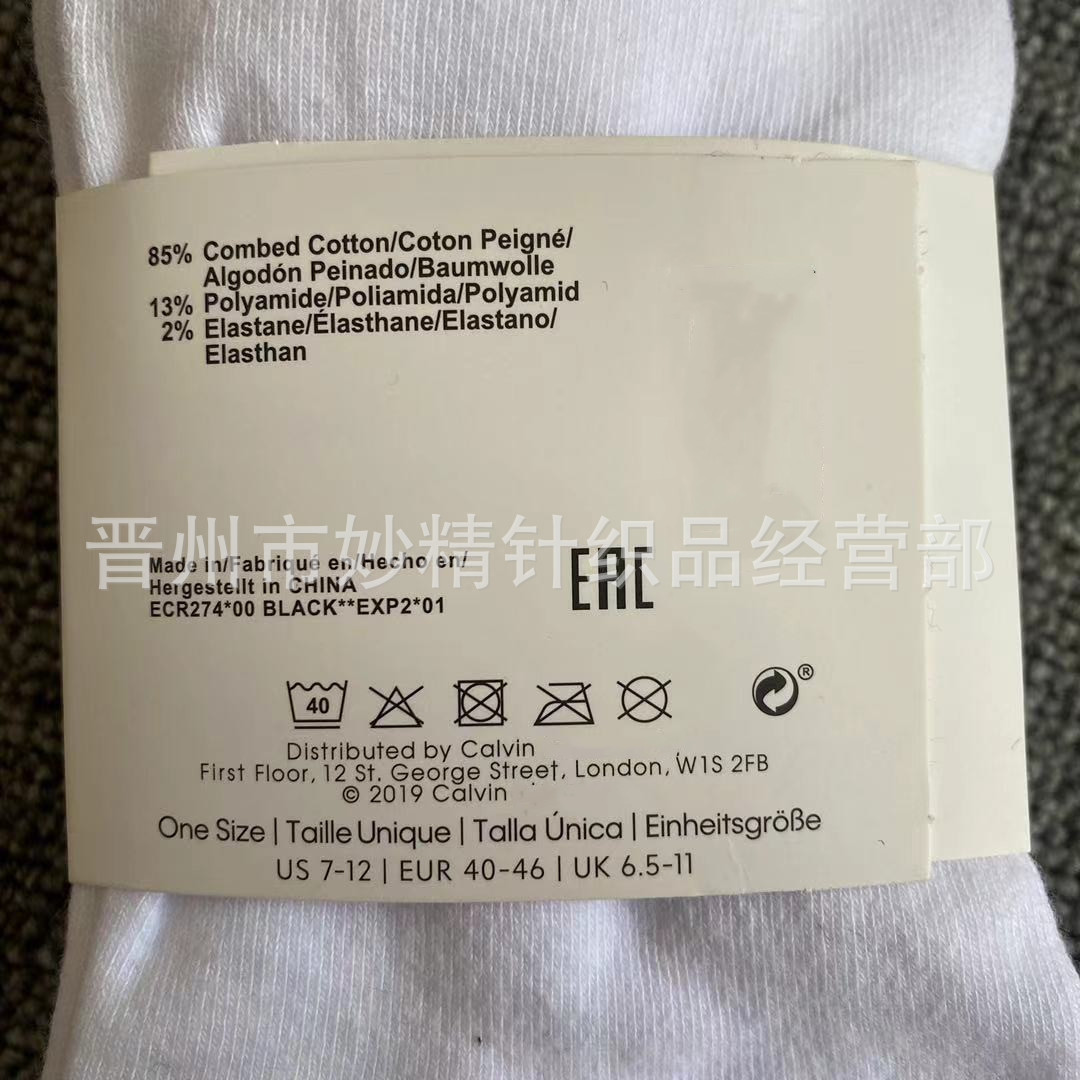 85% Combed Cotton/Coton Peigné/
Algodón Peinado/Baumwolle
13% Polyamide/Poliamida/Polyamid
2% Elastane/Élasthane/Elastano/
Elasthan
晋州市妙精针织品经营部
Made in/Fabriqué en/Hecho en/
Hergestellt in CHINA
ECR274*00 BLACK**EXP2*01
EAC
40
®
Distributed by Calvin
First Floor, 12 St. George Street, London, W1S 2FB
© 2019 Calvin
One Size | Taille Unique | Talla Única | Einheitsgröße
US 7-12 | EUR 40-46 | UK 6.5-11